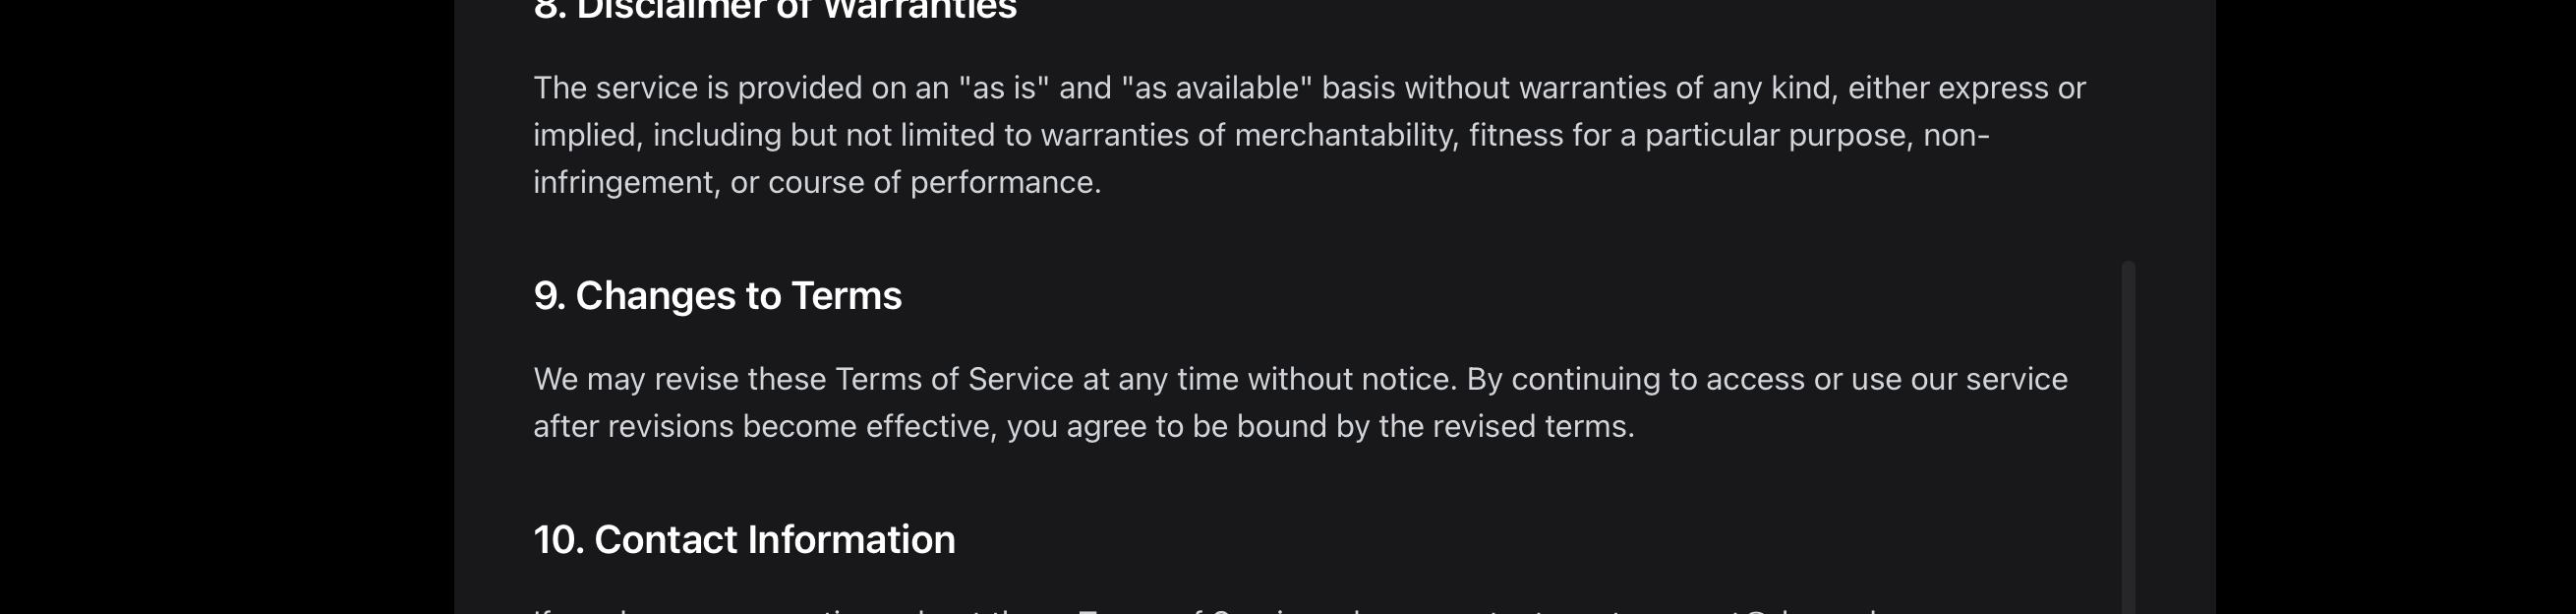 8. Disclaimer of Warranties
The service is provided on an "as is" and "as available" basis without warranties of any kind, either express or
implied, including but not limited to warranties of merchantability, fitness for a particular purpose, non-
infringement, or course of performance.
9. Changes to Terms
We may revise these Terms of Service at any time without notice. By continuing to access or use our service
after revisions become effective, you agree to be bound by the revised terms.
10. Contact Information